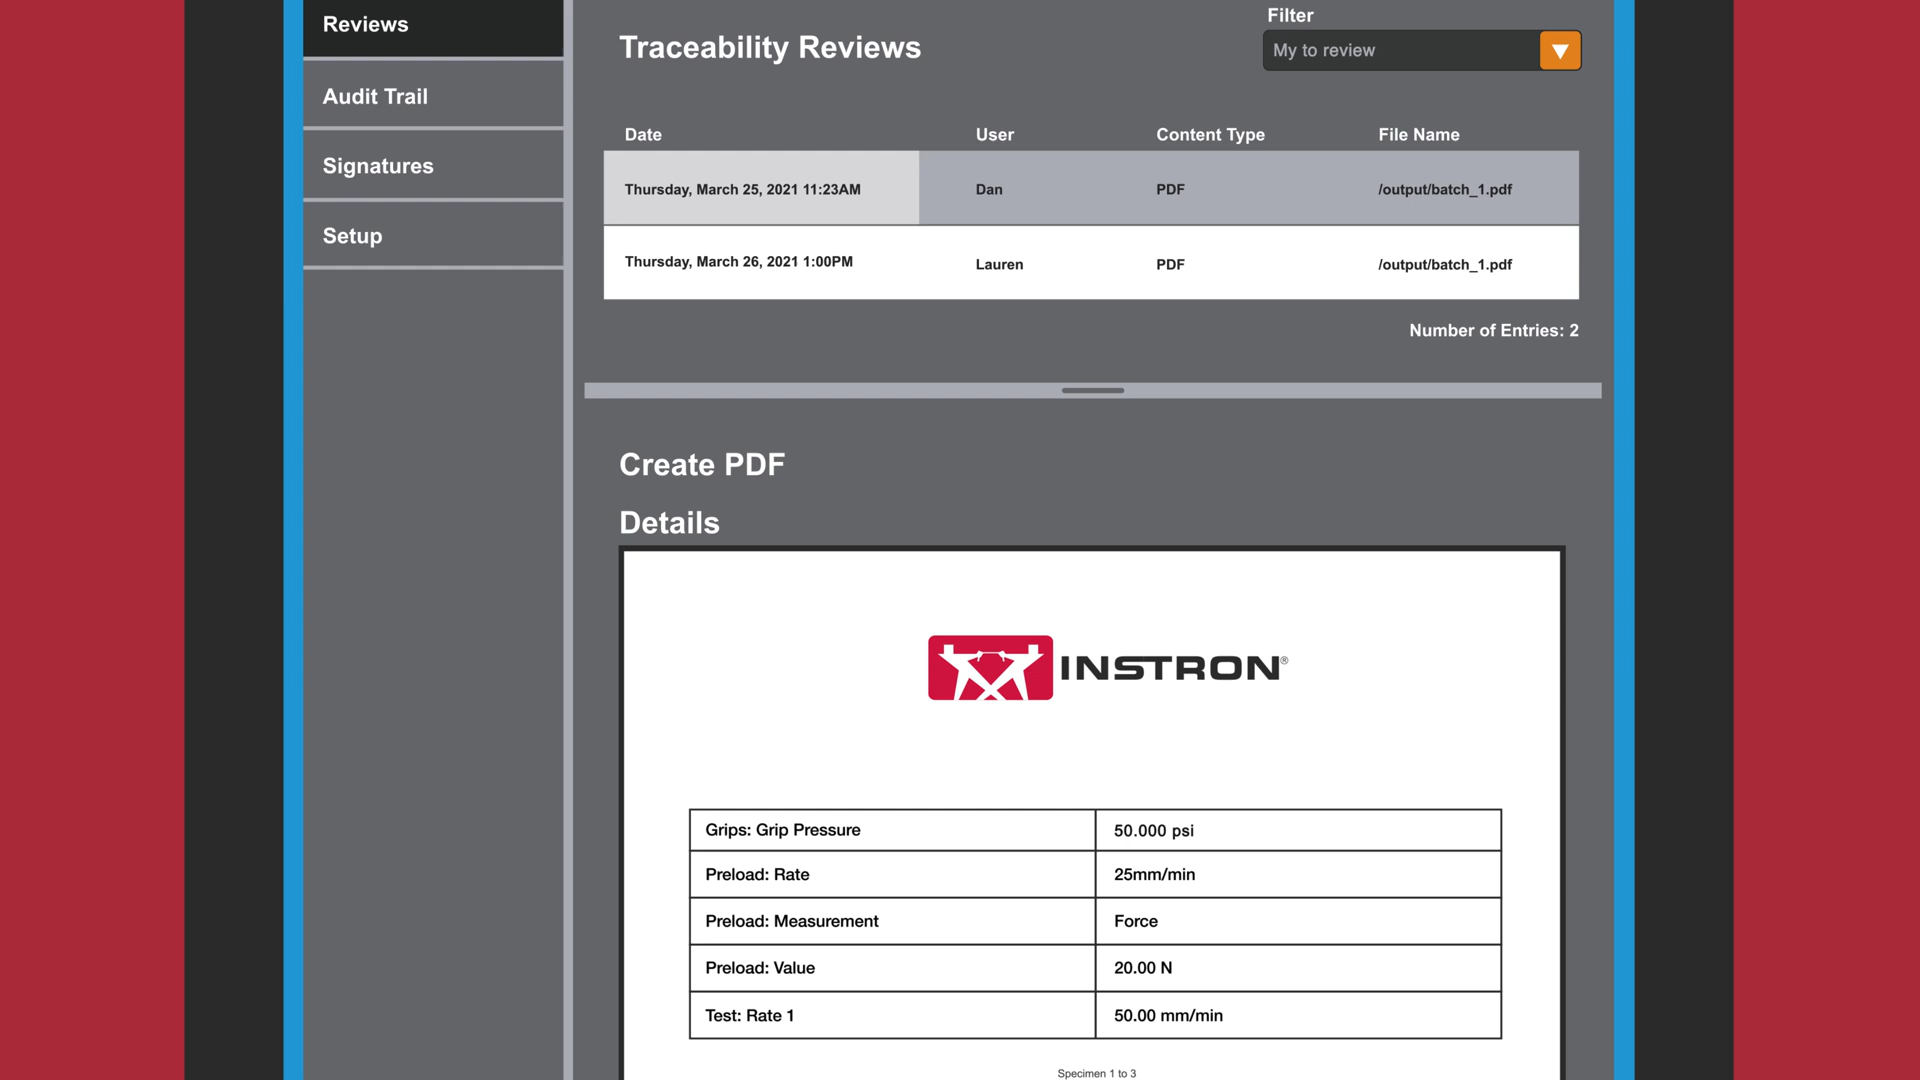 Reviews
Audit Trail
Signatures
Setup
Traceability Reviews
Filter
My to review
Date User Content Type File Name
Thursday, March 25, 2021 11:23AM Dan PDF /output/batch_1.pdf
Thursday, March 26, 2021 1:00PM Lauren PDF /output/batch_1.pdf
Number of Entries: 2
Create PDF
Details
INSTRON®
Grips: Grip Pressure 50.000 psi
Preload: Rate 25mm/min
Preload: Measurement Force
Preload: Value 20.00 N
Test: Rate 1 50.00 mm/min
Specimen 1 to 3